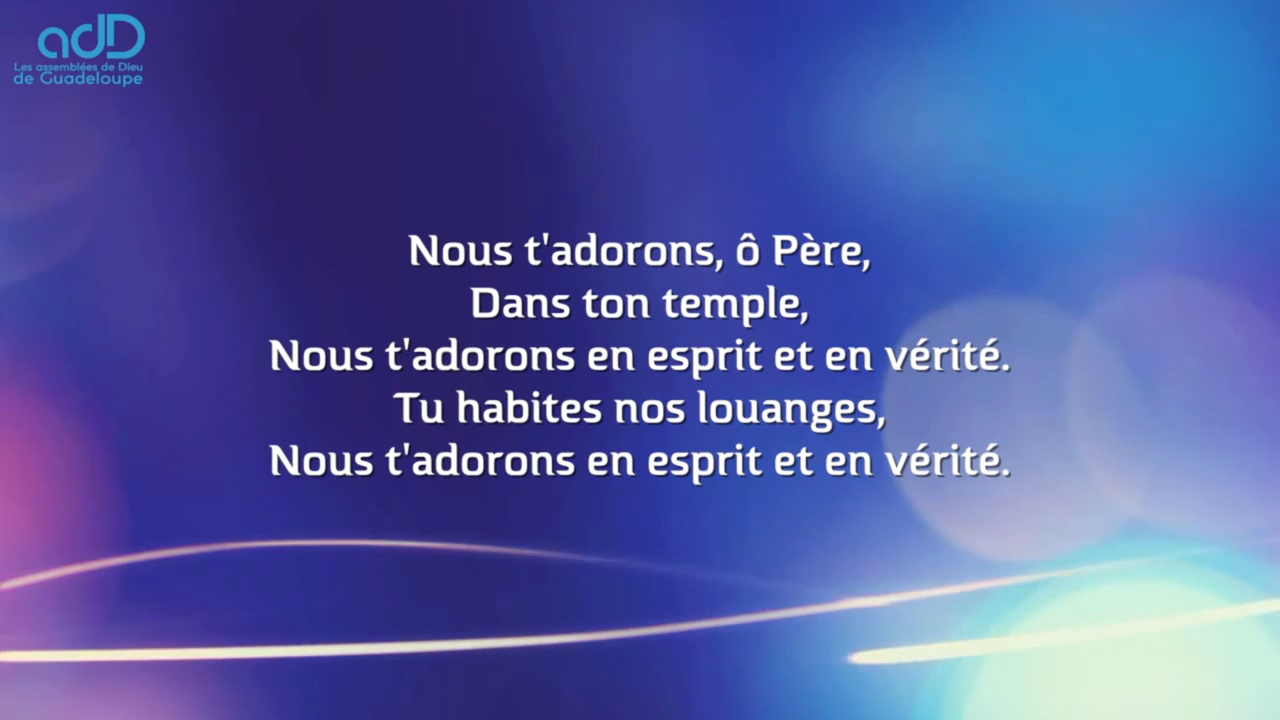 adD
Les assemblées de Dieu
de Guadeloupe
Nous t'adorons, ô Père,
Dans ton temple,
Nous t'adorons en esprit et en vérité.
Tu habites nos louanges,
Nous t'adorons en esprit et en vérité.